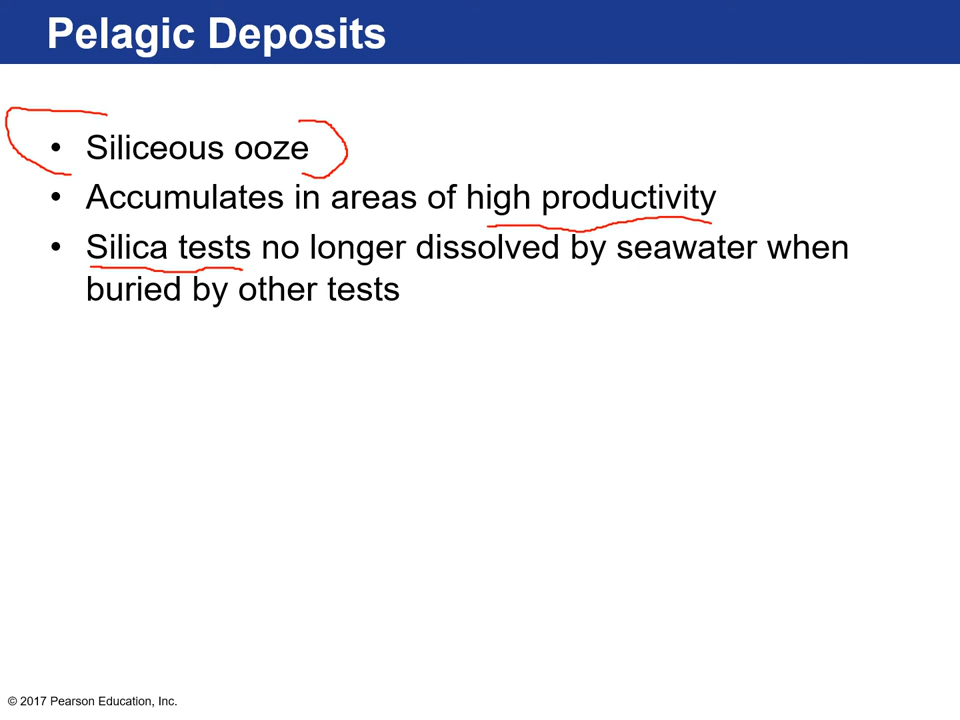 Pelagic Deposits
• Siliceous ooze
• Accumulates in areas of high productivity
• Silica tests no longer dissolved by seawater when
buried by other tests
© 2017 Pearson Education, Inc.